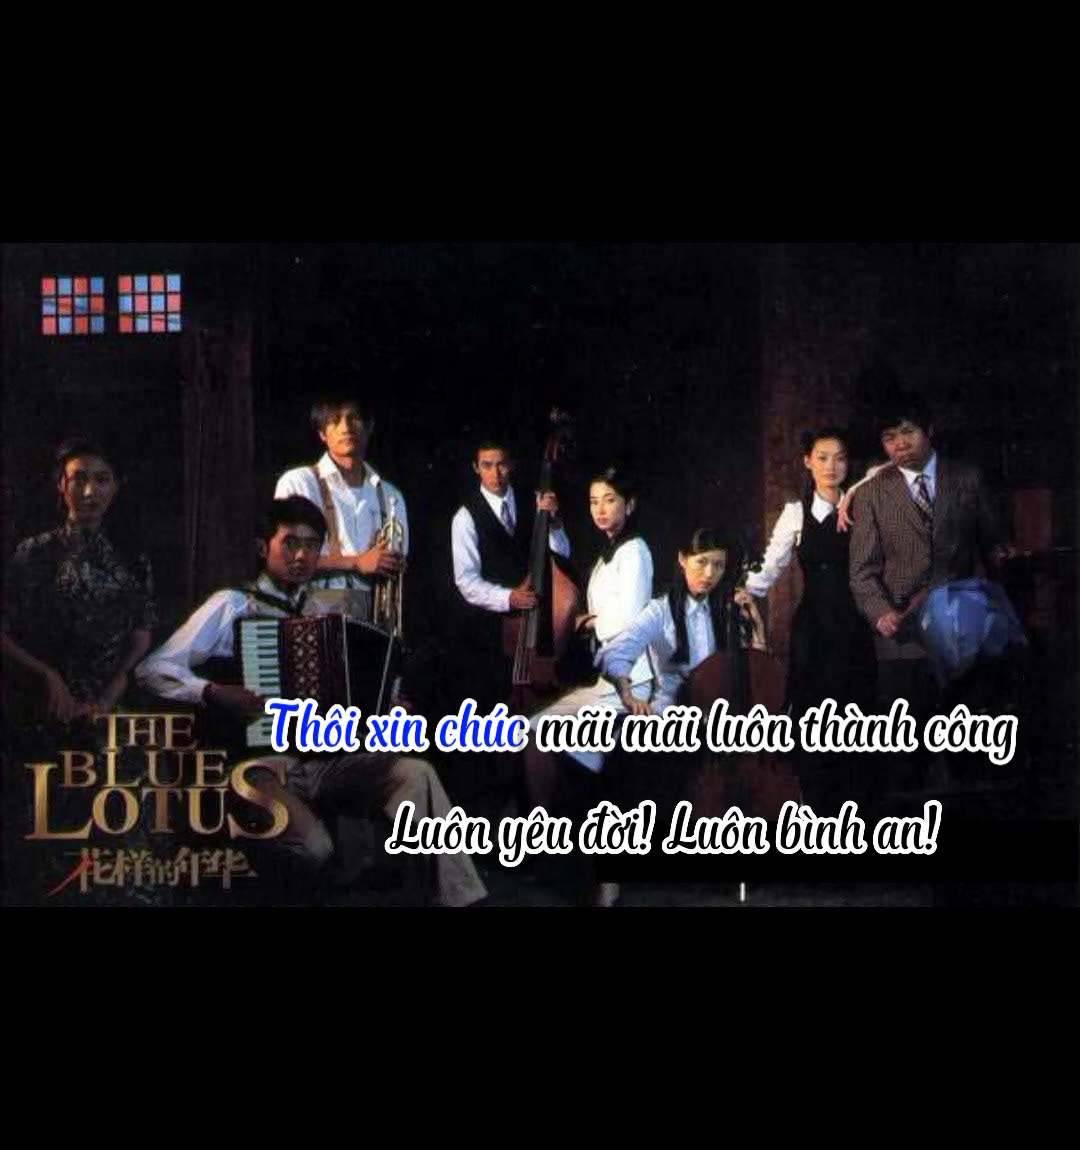 Thôi xin chúc mãi mãi luôn thành công
THE
BLUE
LOTUS
Luôn yêu đời! Luôn bình an!
花样的年华